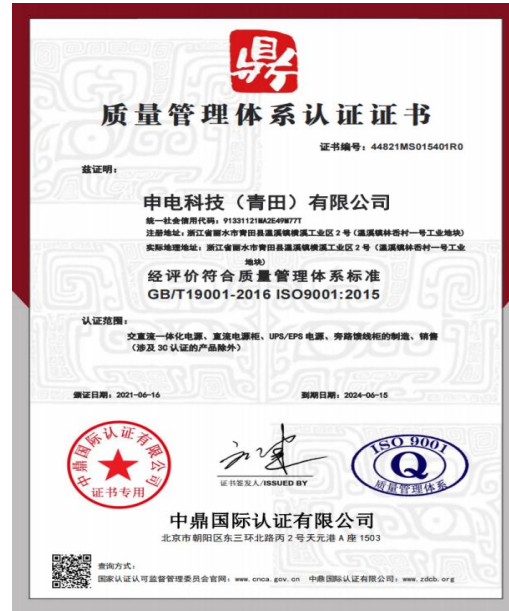 鼎
质量管理体系认证证书
证书编号：44821MS015401R0
兹证明：
申电科技（青田）有限公司
统一社会信用代码：91331121MA2E49M77T
注册地址：浙江省丽水市青田县温溪镇横溪工业区2号（温溪镇林岙村一号工业地块）
实际地理地址：浙江省丽水市青田县温溪镇横溪工业区2号（温溪镇林岙村一号工业
地块）
经评价符合质量管理体系标准
GB/T19001-2016 ISO9001:2015
认证范围：
交直流一体化电源、直流电源柜、UPS/EPS 电源、旁路馈线柜的制造、销售
（涉及 3C 认证的产品除外）
颁证日期：2021-06-16
到期日期：2024-06-15
中鼎国际认证有限公司
证书专用
证书签发人/ISSUED BY
ISO 9001
Q
质量管理体系
中鼎国际认证有限公司
北京市朝阳区东三环北路丙2号天元港A座1503
查询方式：
国家认证认可监督管理委员会官网：www.cnca.gov.cn 中鼎国际认证有限公司：www.zdcb.org